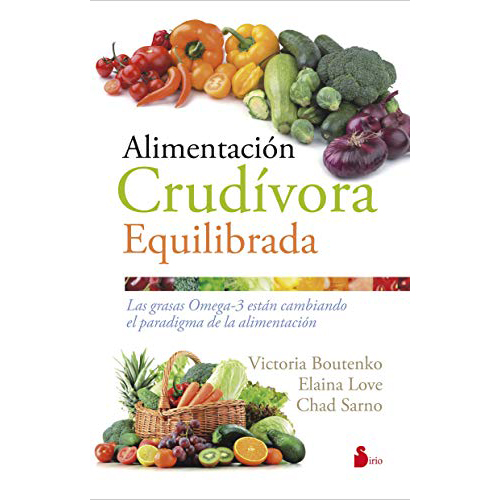 Alimentación
Crudívora
Equilibrada
Las grasas Omega-3 están cambiando
el paradigma de la alimentación
Victoria Boutenko
Elaina Love
Chad Sarno
Sirio